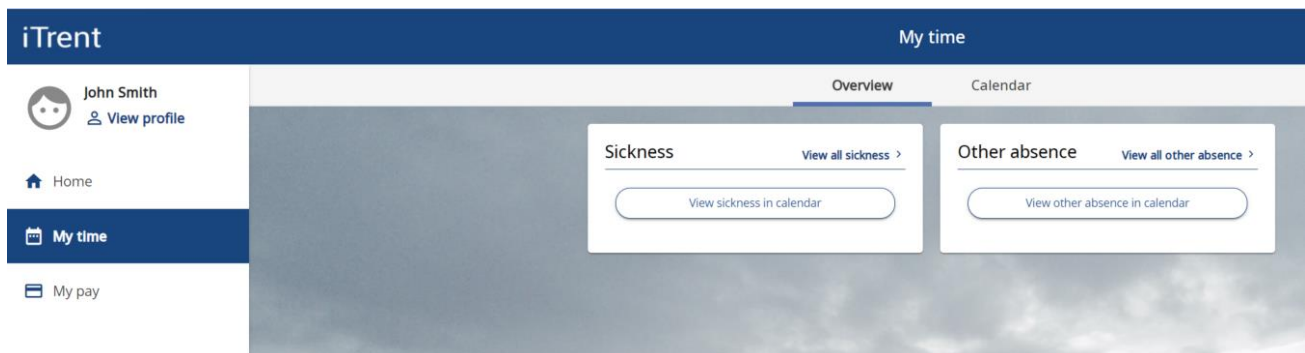 iTrent
My time
John Smith
View profile
Home
My time
My pay
Overview
Calendar
Sickness
View all sickness >
View sickness in calendar
Other absence
View all other absence >
View other absence in calendar